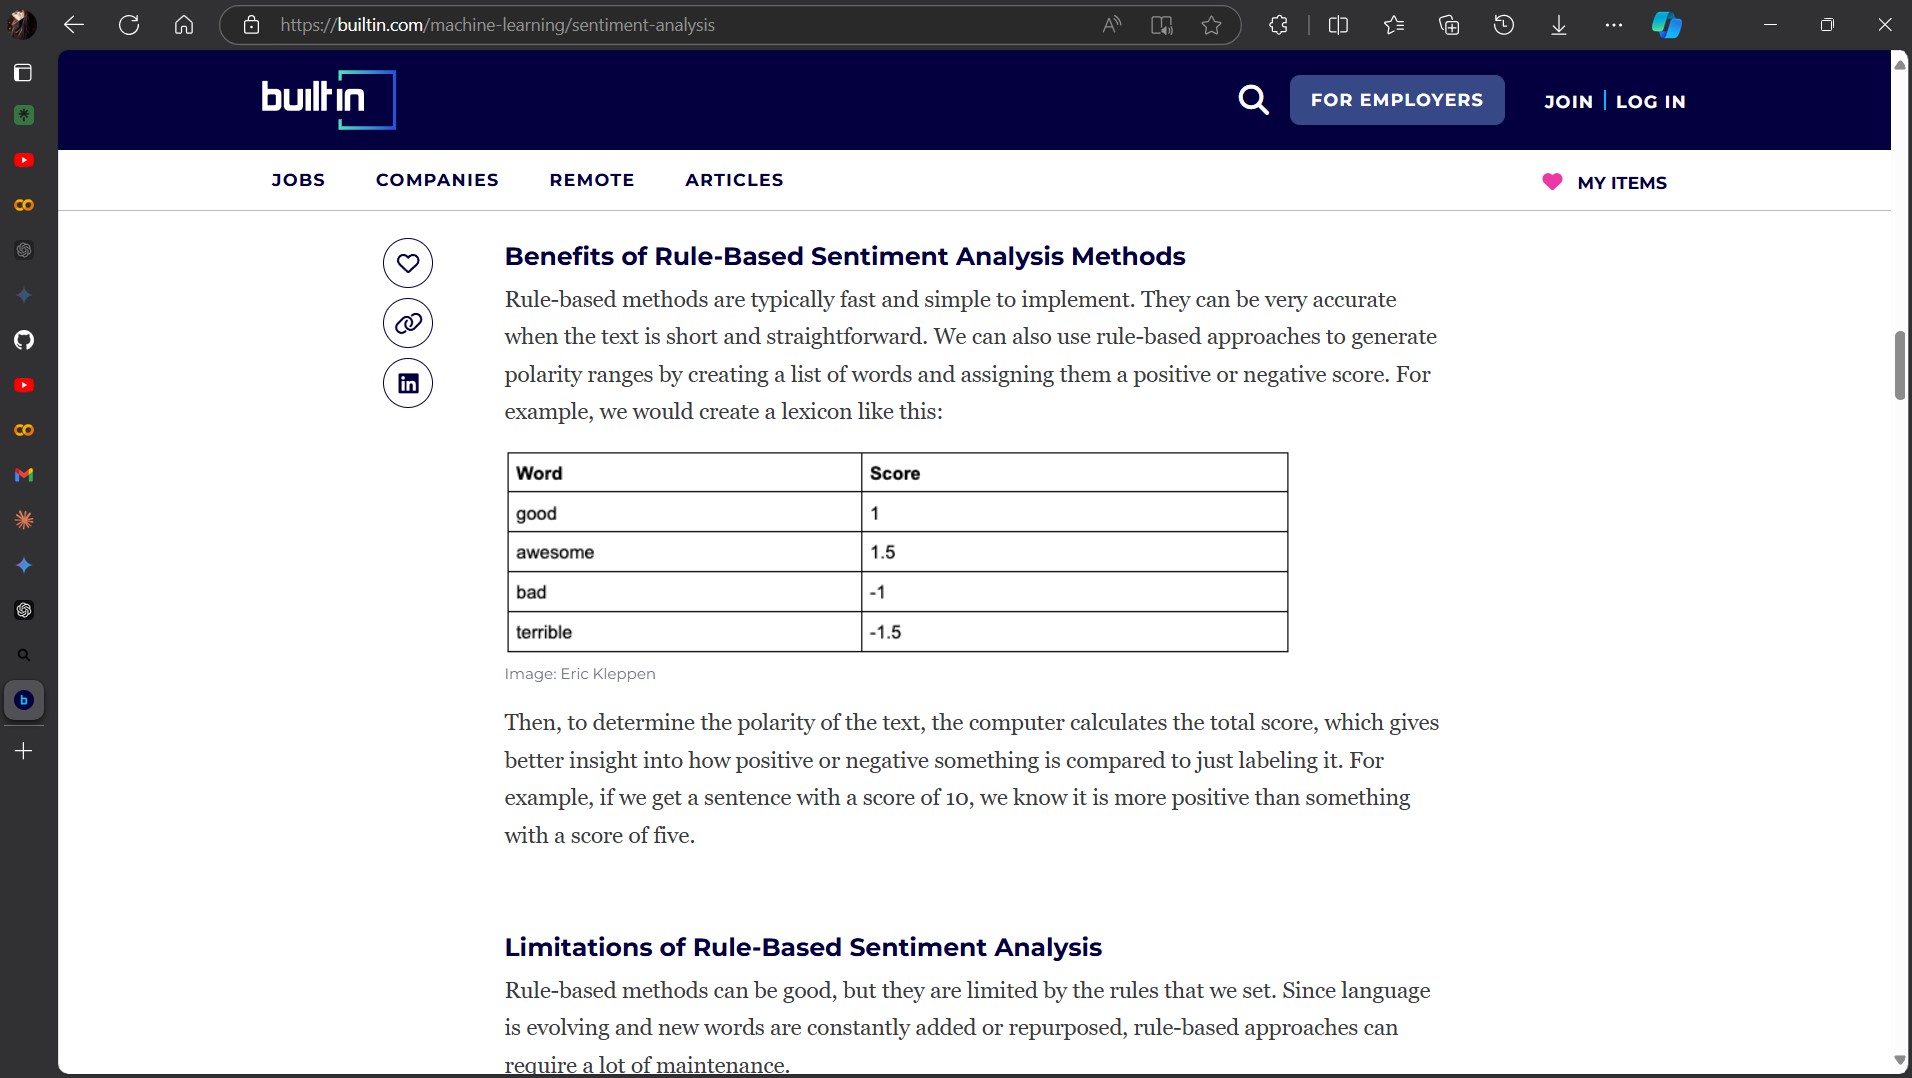 https://builtin.com/machine-learning/sentiment-analysis
builtin
FOR EMPLOYERS
JOIN
LOG IN
JOBS
COMPANIES
REMOTE
ARTICLES
MY ITEMS
Benefits of Rule-Based Sentiment Analysis Methods
Rule-based methods are typically fast and simple to implement. They can be very accurate
when the text is short and straightforward. We can also use rule-based approaches to generate
polarity ranges by creating a list of words and assigning them a positive or negative score. For
example, we would create a lexicon like this:
Word Score
good 1
awesome 1.5
bad -1
terrible -1.5
Image: Eric Kleppen
Then, to determine the polarity of the text, the computer calculates the total score, which gives
better insight into how positive or negative something is compared to just labeling it. For
example, if we get a sentence with a score of 10, we know it is more positive than something
with a score of five.
Limitations of Rule-Based Sentiment Analysis
Rule-based methods can be good, but they are limited by the rules that we set. Since language
is evolving and new words are constantly added or repurposed, rule-based approaches can
require a lot of maintenance.